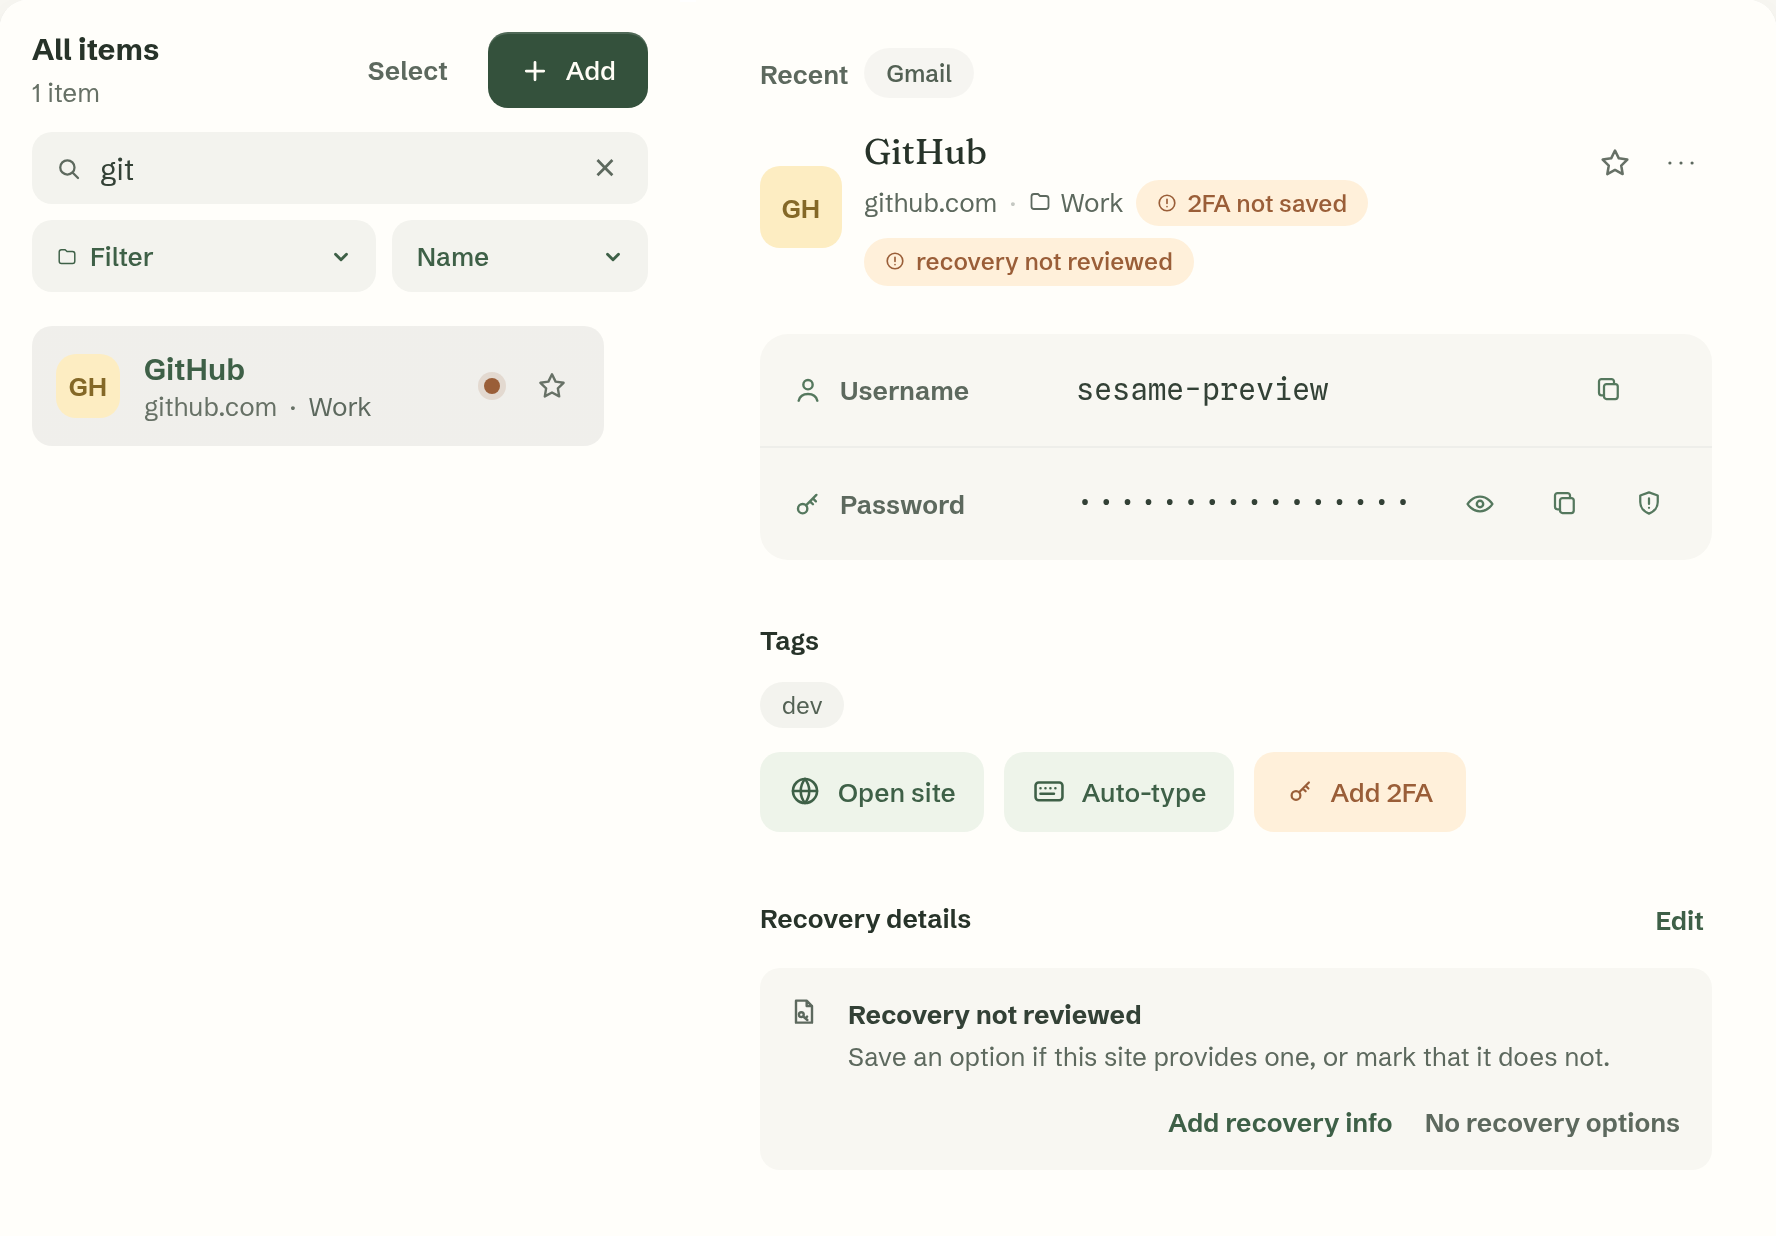 All items
1 item
Select
Add
git
Filter
Name
GH
GitHub
github.com · Work
Recent
Gmail
GH
GitHub
github.com · Work
2FA not saved
recovery not reviewed
Username
sesame-preview
Password
• • • • • • • • • • • • • • • •
Tags
dev
Open site
Auto-type
Add 2FA
Recovery details
Edit
Recovery not reviewed
Save an option if this site provides one, or mark that it does not.
Add recovery info
No recovery options